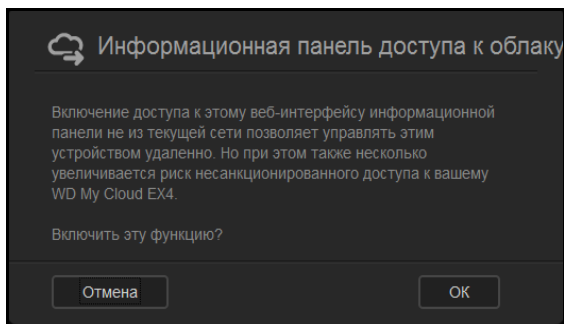 Информационная панель доступа к облаку
Включение доступа к этому веб-интерфейсу информационной
панели не из текущей сети позволяет управлять этим
устройством удаленно. Но при этом также несколько
увеличивается риск несанкционированного доступа к вашему
WD My Cloud EX4.
Включить эту функцию?
Отмена
ОК